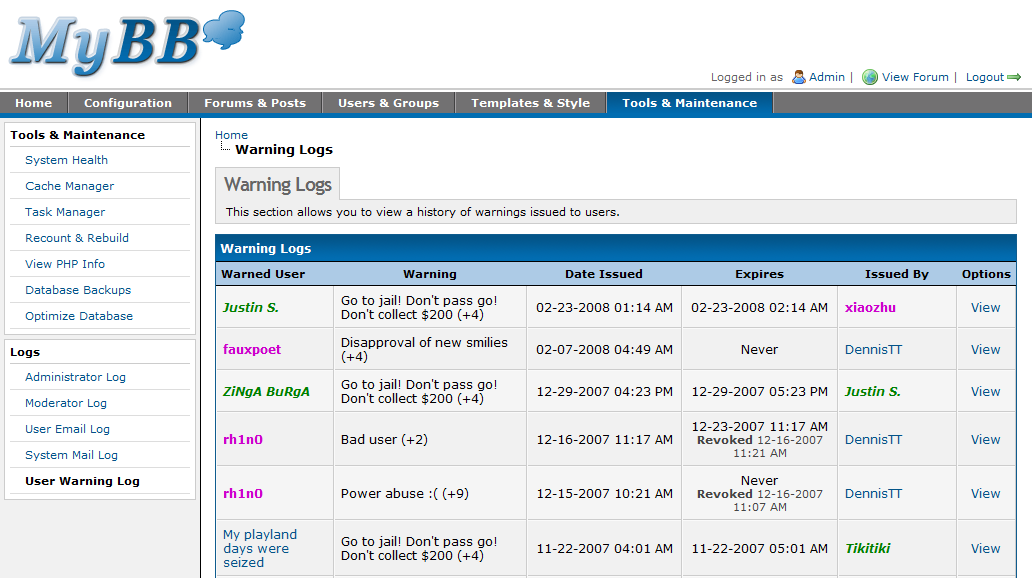 MyBB
Logged in as Admin | View Forum | Logout
Home Configuration Forums & Posts Users & Groups Templates & Style Tools & Maintenance
Tools & Maintenance
System Health
Cache Manager
Task Manager
Recount & Rebuild
View PHP Info
Database Backups
Optimize Database
Logs
Administrator Log
Moderator Log
User Email Log
System Mail Log
User Warning Log
Home
Warning Logs
Warning Logs
This section allows you to view a history of warnings issued to users.
Warning Logs
Warned User Warning Date Issued Expires Issued By Options
Justin S. Go to jail! Don't pass go! 02-23-2008 01:14 AM 02-23-2008 02:14 AM xiaozhu View
Don't collect $200 (+4)
fauxpoet Disapproval of new smilies 02-07-2008 04:49 AM Never DennisTT View
(+4)
ZiNgA BuRgA Go to jail! Don't pass go! 12-29-2007 04:23 PM 12-29-2007 05:23 PM Justin S. View
Don't collect $200 (+4)
rh1n0 Bad user (+2) 12-16-2007 11:17 AM 12-23-2007 11:17 AM DennisTT View
Revoked 12-16-2007
11:21 AM
rh1n0 Power abuse :( (+9) 12-15-2007 10:21 AM Never DennisTT View
Revoked 12-16-2007
11:07 AM
My playland
days were
seized Go to jail! Don't pass go! 11-22-2007 04:01 AM 11-22-2007 05:01 AM Tikitiki View
Don't collect $200 (+4)